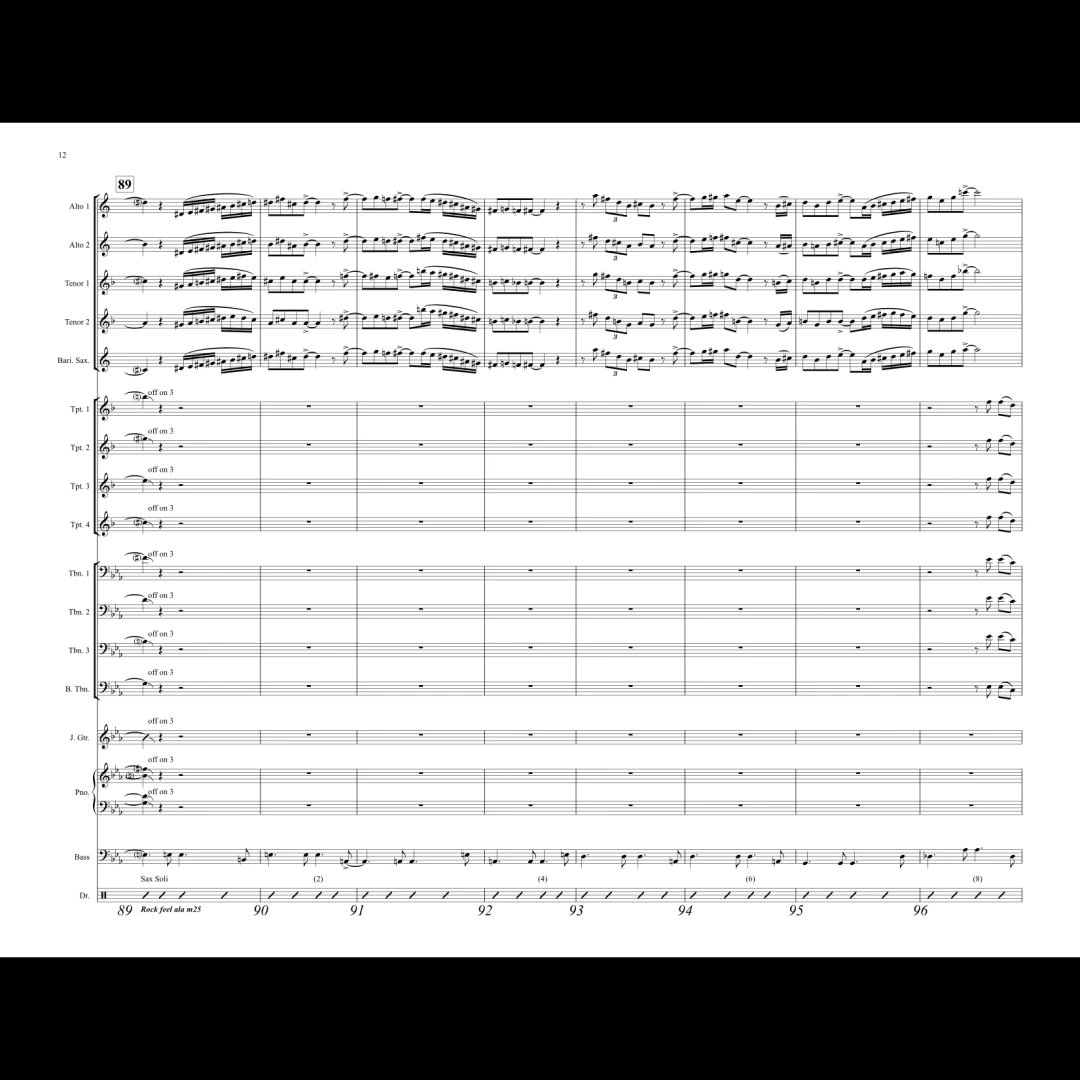 12
89
Alto 1
Alto 2
Tenor 1
3
Tenor 2
3
Bari. Sax.
3
off on 3
Tpt. 1
off on 3
Tpt. 2
off on 3
Tpt. 3
off on 3
Tpt. 4
off on 3
Tbn. 1
off on 3
Tbn. 2
off on 3
Tbn. 3
off on 3
B. Tbn.
off on 3
J. Gtr.
off on 3
Pno.
off on 3
Bass
Sax Soli (2) (4) (6) (8)
Dr.
89 Rock feel ala m25 90 91 92 93 94 95 96